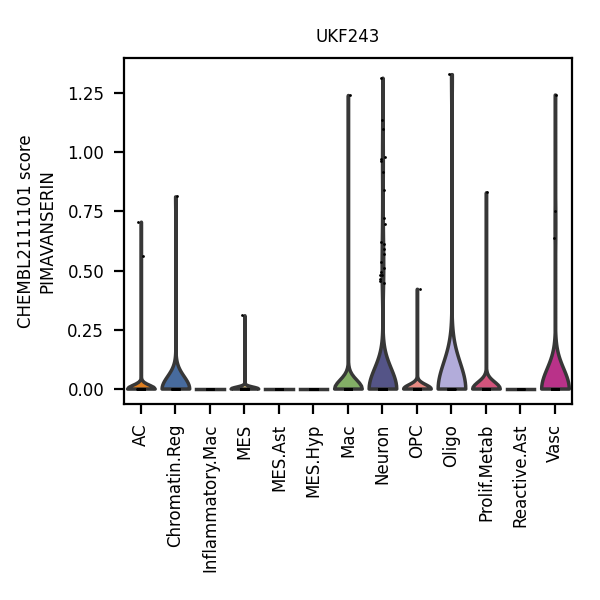 UKF243
CHEMBL2111101 score
PIMAVANSERIN
1.25
1.00
0.75
0.50
0.25
0.00
AC
Chromatin.Reg
Inflammatory.Mac
MES
MES.Ast
MES.Hyp
Mac
Neuron
OPC
Oligo
Prolif.Metab
Reactive.Ast
Vasc